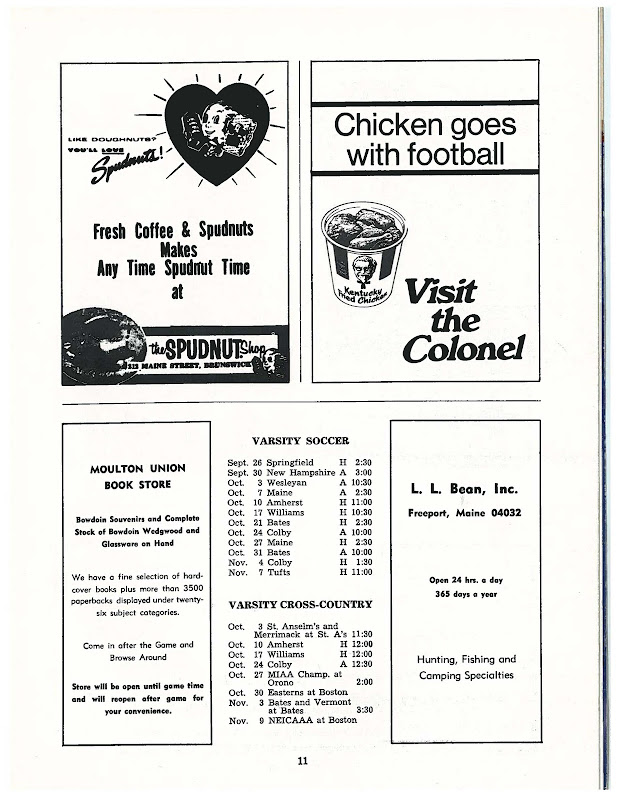 LIKE DOUGHNUTS?
YOU'LL LOVE
Spudnuts!
Fresh Coffee & Spudnuts
Makes
Any Time Spudnut Time
at
the SPUDNUT Shop
212 MAINE STREET, BRUNSWICK
Chicken goes
with football
Kentucky
Fried Chicken
Visit
the
Colonel
MOULTON UNION
BOOK STORE
Bowdoin Souvenirs and Complete
Stock of Bowdoin Wedgwood and
Glassware on Hand
We have a fine selection of hard-
cover books plus more than 3500
paperbacks displayed under twenty-
six subject categories.
Come in after the Game and
Browse Around
Store will be open until game time
and will reopen after game for
your convenience.
VARSITY SOCCER
Sept. 26 Springfield H 2:30
Sept. 30 New Hampshire A 3:00
Oct. 3 Wesleyan A 10:30
Oct. 7 Maine A 2:30
Oct. 10 Amherst H 11:00
Oct. 17 Williams H 10:30
Oct. 21 Bates H 2:30
Oct. 24 Colby A 10:00
Oct. 27 Maine H 2:30
Oct. 31 Bates A 10:00
Nov. 4 Colby H 1:30
Nov. 7 Tufts H 11:00
VARSITY CROSS-COUNTRY
Oct. 3 St. Anselm's and
Merrimack at St. A's 11:30
Oct. 10 Amherst H 12:00
Oct. 17 Williams H 12:00
Oct. 24 Colby A 12:30
Oct. 27 MIAA Champ. at
Orono 2:00
Oct. 30 Easterns at Boston
Nov. 3 Bates and Vermont
at Bates 3:30
Nov. 9 NEICAAA at Boston
L. L. Bean, Inc.
Freeport, Maine 04032
Open 24 hrs. a day
365 days a year
Hunting, Fishing and
Camping Specialties
11